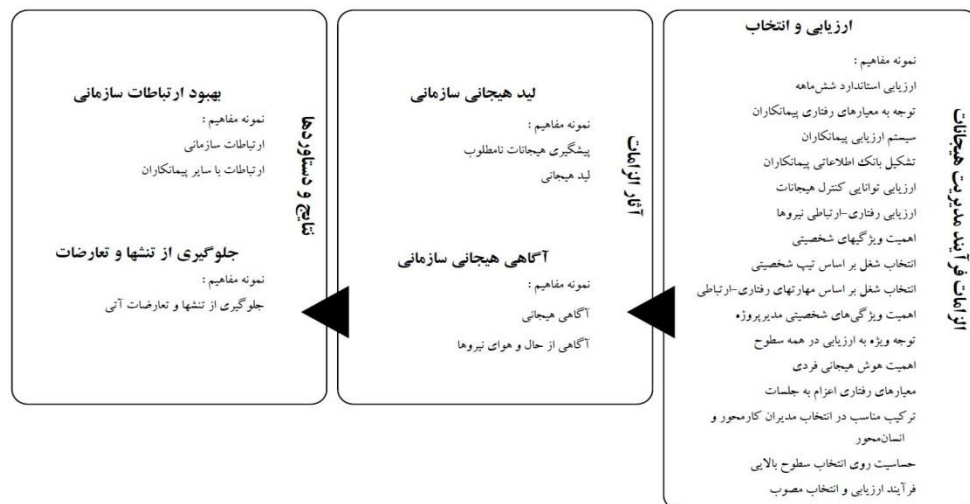 الزامات فرآیند مدیریت هیجانات
ارزیابی و انتخاب
نمونه مفاهیم :
ارزیابی استاندارد شش‌ماهه
توجه به معیارهای رفتاری پیمانکاران
سیستم ارزیابی پیمانکاران
تشکیل بانک اطلاعاتی پیمانکاران
ارزیابی توانایی کنترل هیجانات
ارزیابی رفتاری-ارتباطی نیروها
اهمیت ویژگیهای شخصیتی
انتخاب شغل بر اساس تیپ شخصیتی
انتخاب شغل بر اساس مهارتهای رفتاری-ارتباطی
اهمیت ویژگی‌های شخصیتی مدیرپروژه
توجه ویژه به ارزیابی در همه سطوح
اهمیت هوش هیجانی فردی
معیارهای رفتاری اعزام به جلسات
ترکیب مناسب در انتخاب مدیران کارمحور و
انسان‌محور
حساسیت روی انتخاب سطوح بالایی
فرآیند ارزیابی و انتخاب مصوب
آثار الزامات
لید هیجانی سازمانی
نمونه مفاهیم :
پیشگیری هیجانات نامطلوب
لید هیجانی
آگاهی هیجانی سازمانی
نمونه مفاهیم :
آگاهی هیجانی
آگاهی از حال و هوای نیروها
نتایج و دستاوردها
بهبود ارتباطات سازمانی
نمونه مفاهیم :
ارتباطات سازمانی
ارتباطات با سایر پیمانکاران
جلوگیری از تنشها و تعارضات
نمونه مفاهیم :
جلوگیری از تنشها و تعارضات آتی